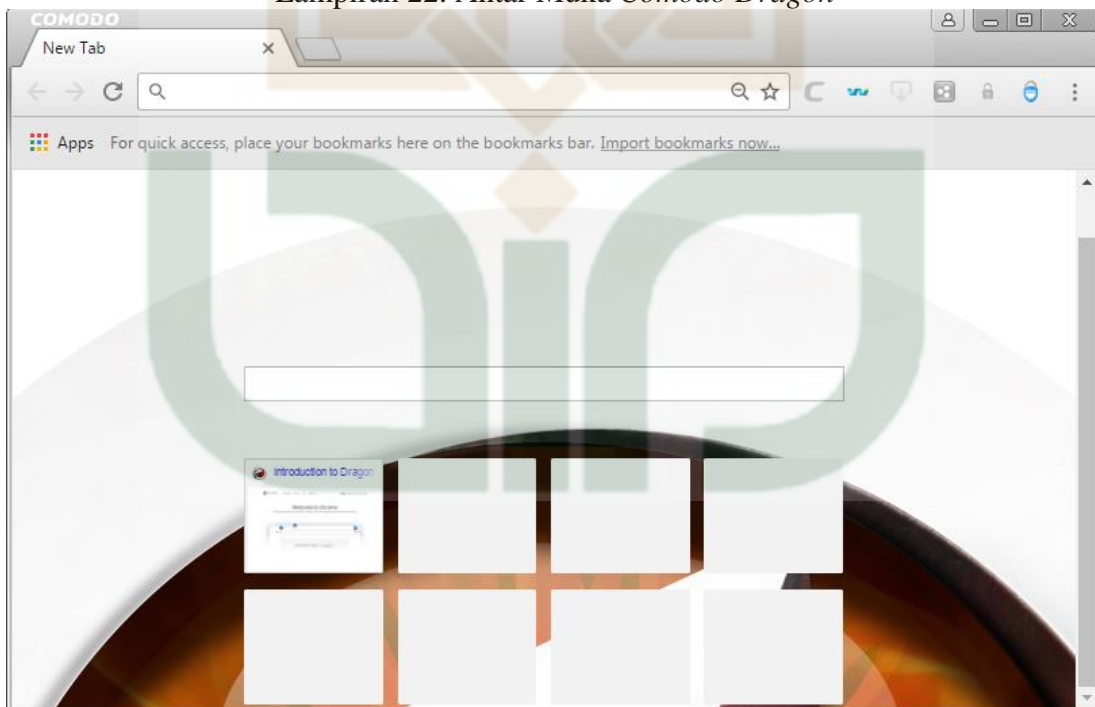 Lampiran 22. Antar Muka Comodo Dragon
COMODO
New Tab
Apps For quick access, place your bookmarks here on the bookmarks bar. Import bookmarks now...
Introduction to Dragon